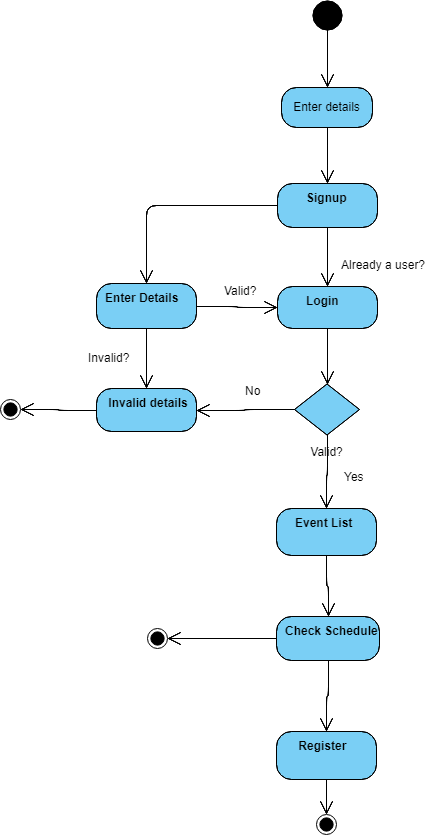 Enter details
Signup
Already a user?
Enter Details
Valid?
Login
Invalid?
Invalid details
No
Valid?
Yes
Event List
Check Schedule
Register